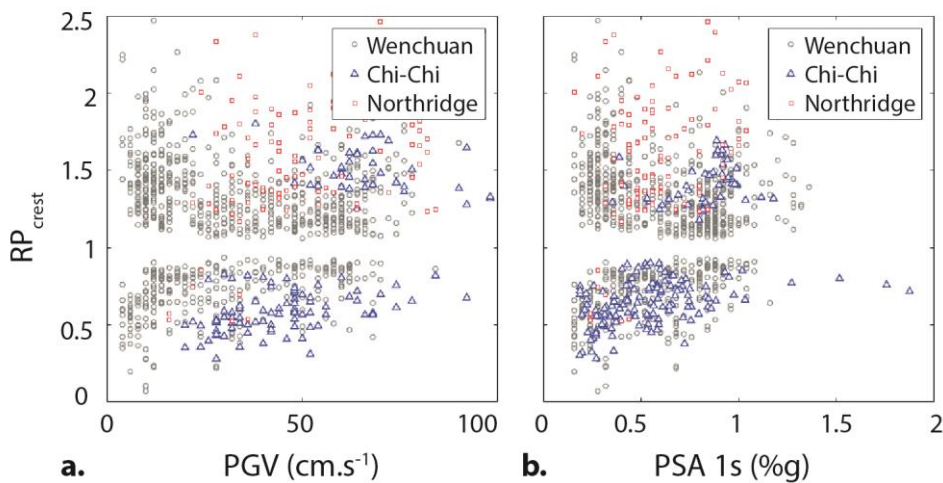 2.5
2
1.5
1
0.5
0
RPcrest
Wenchuan
Chi-Chi
Northridge
0
50
100
a.
PGV (cm.s-1)
Wenchuan
Chi-Chi
Northridge
0
0.5
1
1.5
2
b.
PSA 1s (%g)